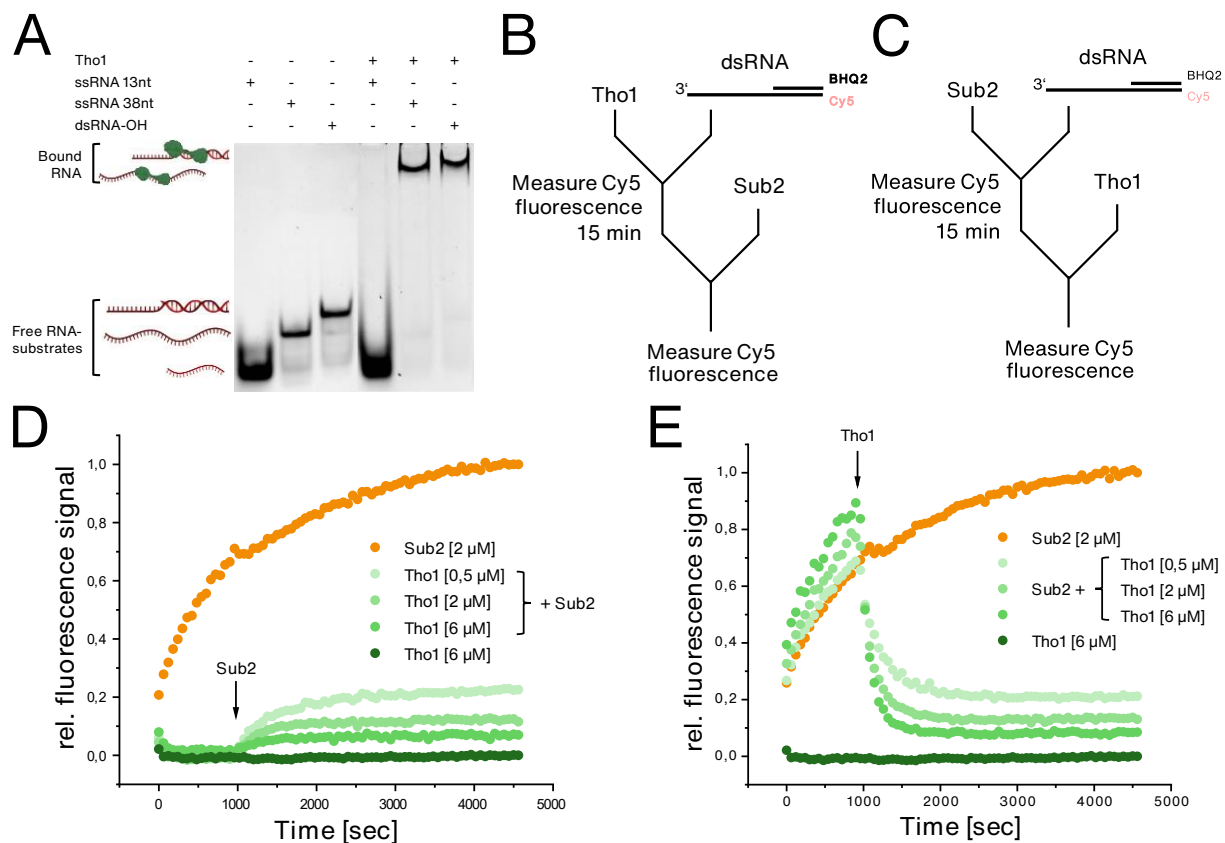 A
Tho1 - - - + + +
ssRNA 13nt + - - + - -
ssRNA 38nt - + - - + -
dsRNA-OH - - + - - +
Bound
RNA
Free RNA-
substrates
B
Tho1
dsRNA
3‘
BHQ2
Cy5
Measure Cy5
fluorescence
15 min
Sub2
Measure Cy5
fluorescence
C
Sub2
dsRNA
3‘
BHQ2
Cy5
Measure Cy5
fluorescence
15 min
Tho1
Measure Cy5
fluorescence
D
rel. fluorescence signal
1,0
0,8
0,6
0,4
0,2
0,0
Sub2
Sub2 [2 µM]
Tho1 [0,5 µM]
Tho1 [2 µM]
+ Sub2
Tho1 [6 µM]
Tho1 [6 µM]
0 1000 2000 3000 4000 5000
Time [sec]
E
rel. fluorescence signal
1,0
0,8
0,6
0,4
0,2
0,0
Tho1
Sub2 [2 µM]
Tho1 [0,5 µM]
Sub2 + Tho1 [2 µM]
Tho1 [6 µM]
Tho1 [6 µM]
0 1000 2000 3000 4000 5000
Time [sec]